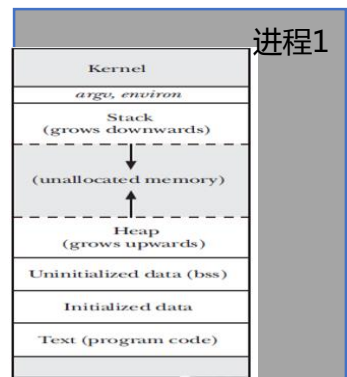 进程1
Kernel
argv, environ
Stack
(grows downwards)
(unallocated memory)
Heap
(grows upwards)
Uninitialized data (bss)
Initialized data
Text (program code)